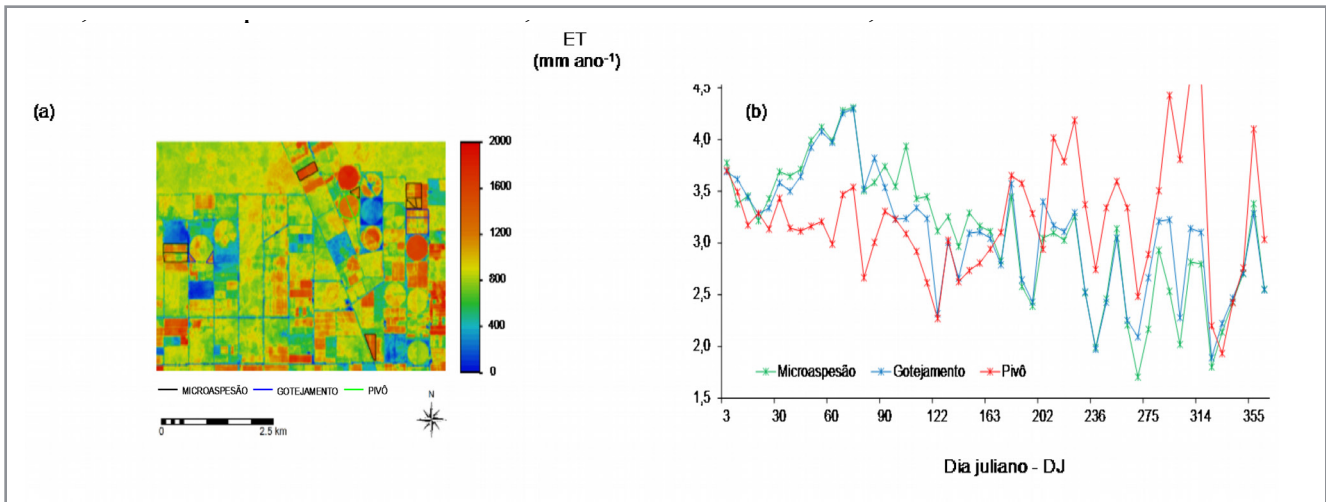 ET
(mm ano-1)
(a)
2000
1600
1200
800
400
0
MICROASPESÃO GOTEJAMENTO PIVÔ
N
0 2.5 km
(b)
4,5
4,0
3,5
3,0
2,5
2,0
1,5
Microaspesão Gotejamento Pivô
3 30 60 90 122 163 202 236 275 314 355
Dia juliano - DJ